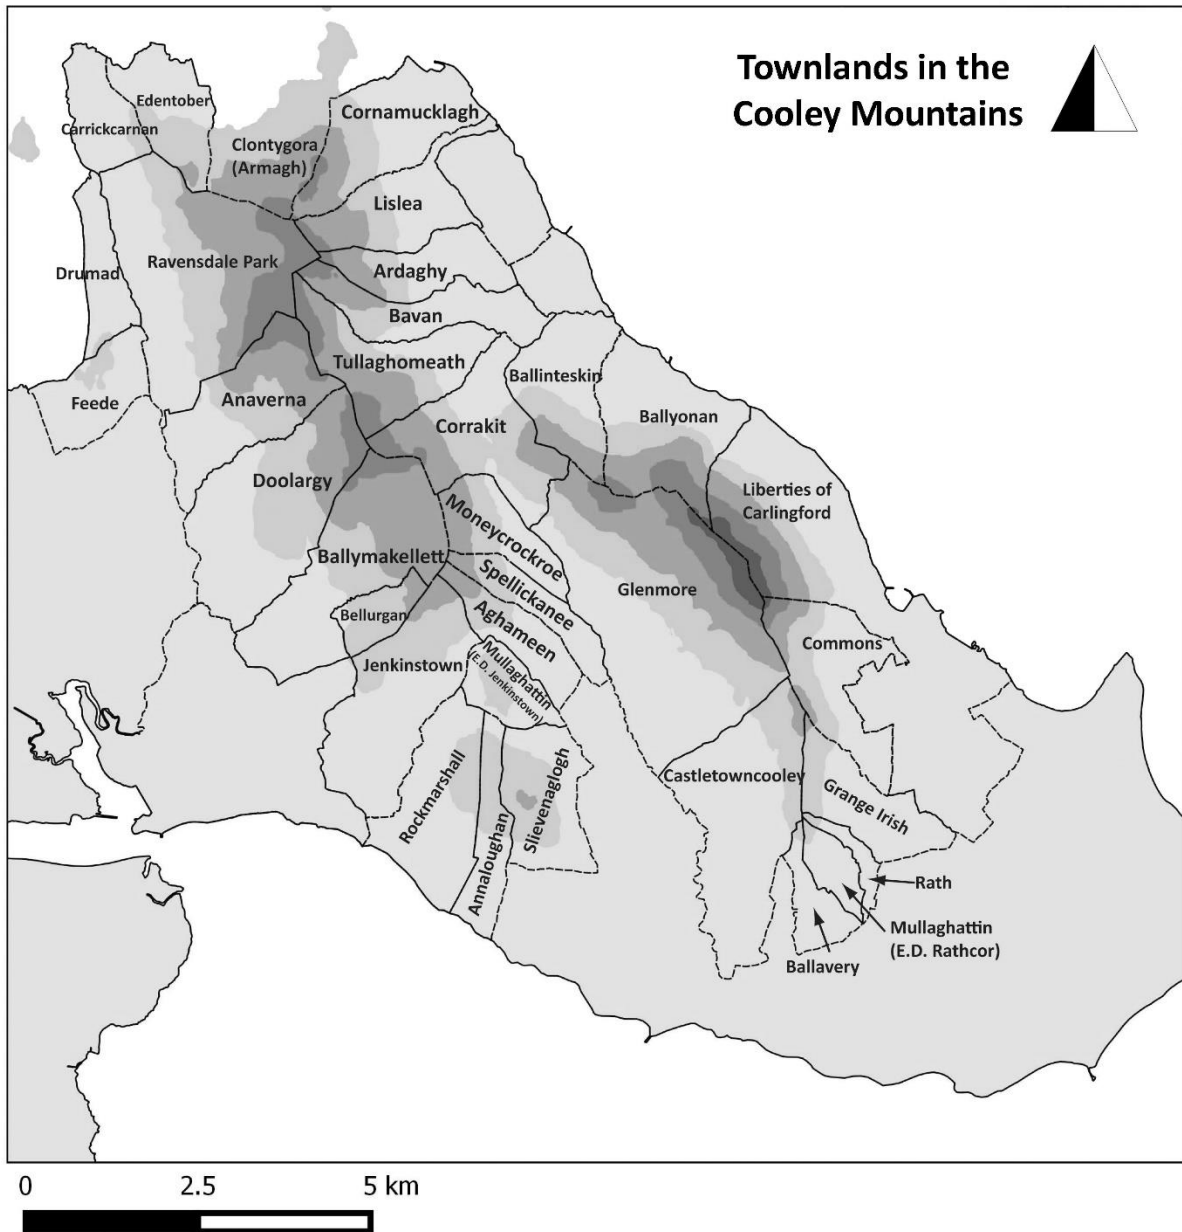 Townlands in the
Cooley Mountains
Edentober
Carrickcarnan
Cornamucklagh
Clontygora
(Armagh)
Lislea
Drumad
Ravensdale Park
Ardaghy
Bavan
Tullaghomeath
Ballinteskin
Feede
Anaverna
Ballyonan
Corrakit
Doolargy
Liberties of
Carlingford
Moneycrockroe
Ballymakellett
Spellickanee
Glenmore
Bellurgan
Aghameen
Commons
Jenkinstown
Mullaghattin
(E.D. Jenkinstown)
Castletowncooley
Rockmarshall
Slievenaglogh
Grange Irish
Annaloughan
Rath
Mullaghattin
(E.D. Rathcor)
Ballavery
0 2.5 5 km